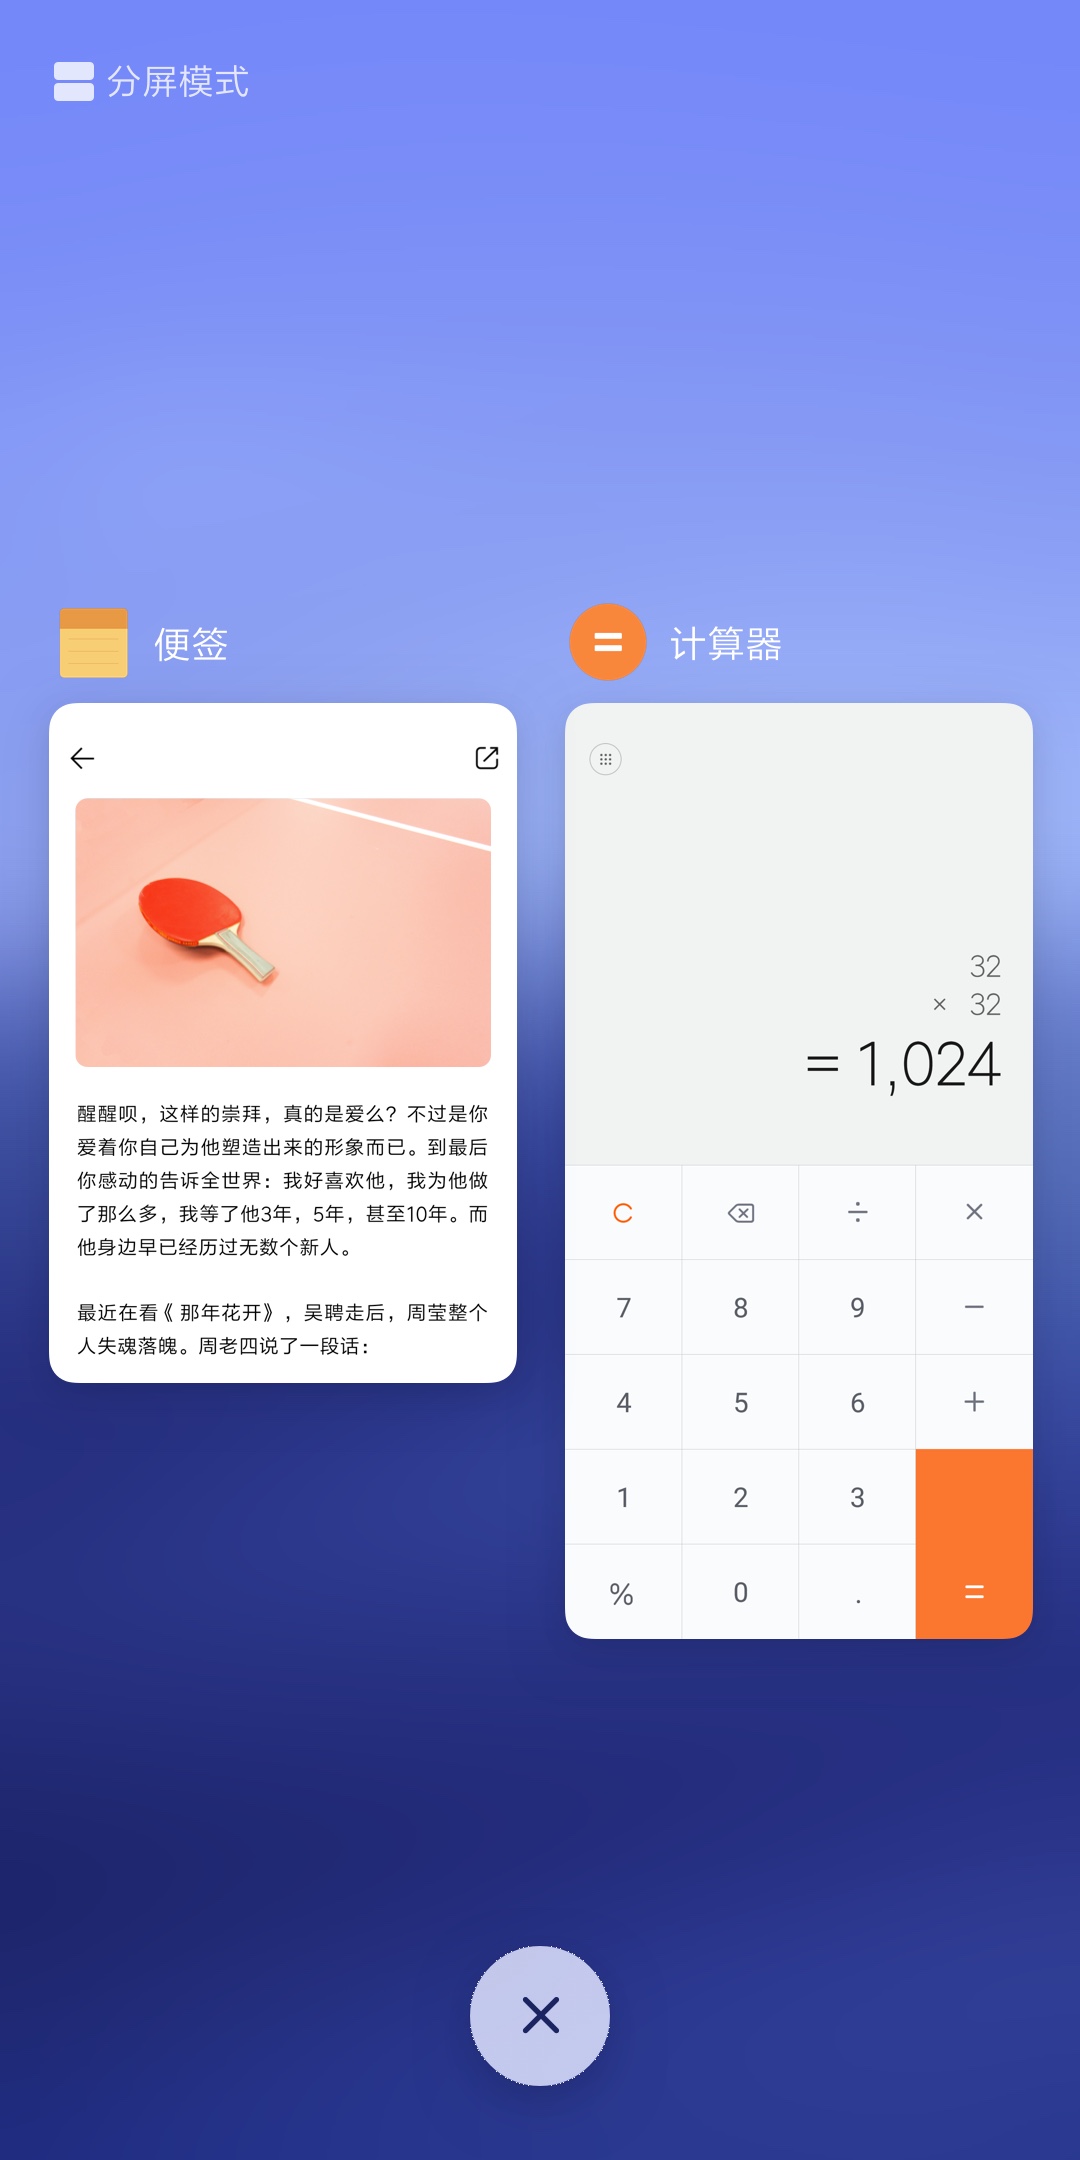 分屏模式
便签
醒醒呗，这样的崇拜，真的是爱么？不过是你
爱着你自己为他塑造出来的形象而已。到最后
你感动的告诉全世界：我好喜欢他，我为他做
了那么多，我等了他3年，5年，甚至10年。而
他身边早已经历过无数个新人。
最近在看《那年花开》，吴聘走后，周莹整个
人失魂落魄。周老四说了一段话：
计算器
32
× 32
= 1,024
C ÷ ×
7 8 9 −
4 5 6 +
1 2 3
% 0 . =